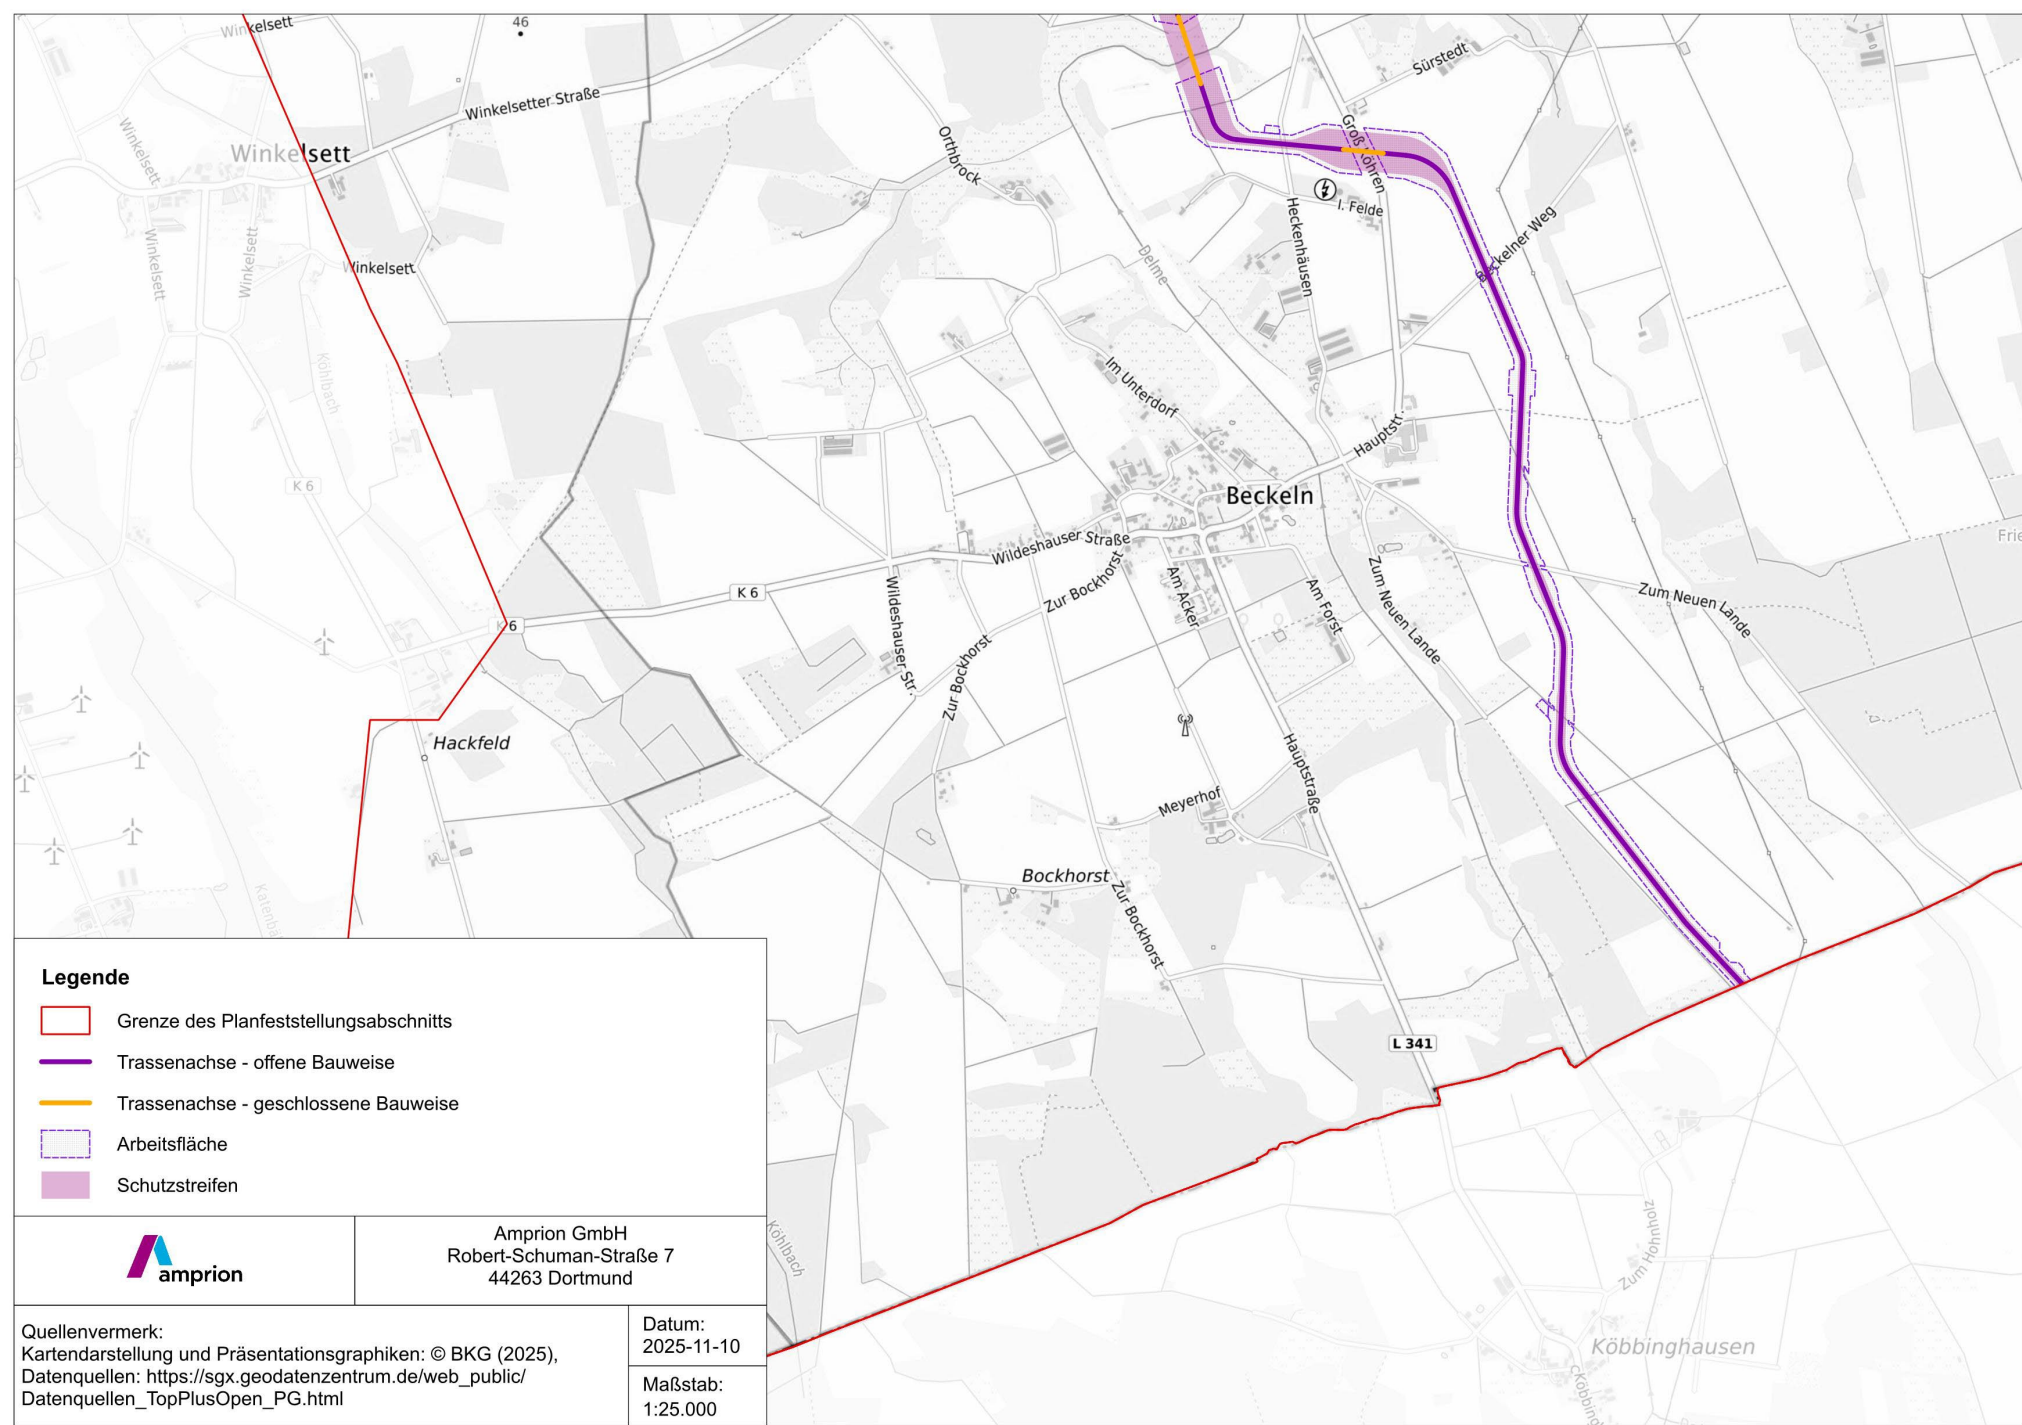 Winkelsett
46
Winkelsetter Straße
Sürstedt
Winkelsett
Winkelsett
Orthbrock
Groß Köhren
I. Felde
Heckenhäusen
Beckelner Weg
Winkelsett
Winkelsett
Winkelsett
Delme
Köhlbach
Im Unterdorf
Hauptstr.
K 6
Beckeln
Wildeshauser Straße
Frie
K 6
K 6
Zur Bockhorst
Am Acker
Am Forst
Zum Neuen Lande
Zum Neuen Lande
Wildeshauser Str.
Zur Bockhorst
Hackfeld
Hauptstraße
Meyerhof
Bockhorst
Zur Bockhorst
Katenba
L 341
Köhlbach
Zum Hohnholz
Köbbinghausen
Legende
Grenze des Planfeststellungsabschnitts
Trassenachse - offene Bauweise
Trassenachse - geschlossene Bauweise
Arbeitsfläche
Schutzstreifen
amprion
Amprion GmbH
Robert-Schuman-Straße 7
44263 Dortmund
Quellenvermerk:
Kartendarstellung und Präsentationsgraphiken: © BKG (2025),
Datenquellen: https://sgx.geodatenzentrum.de/web_public/
Datenquellen_TopPlusOpen_PG.html
Datum:
2025-11-10
Maßstab:
1:25.000